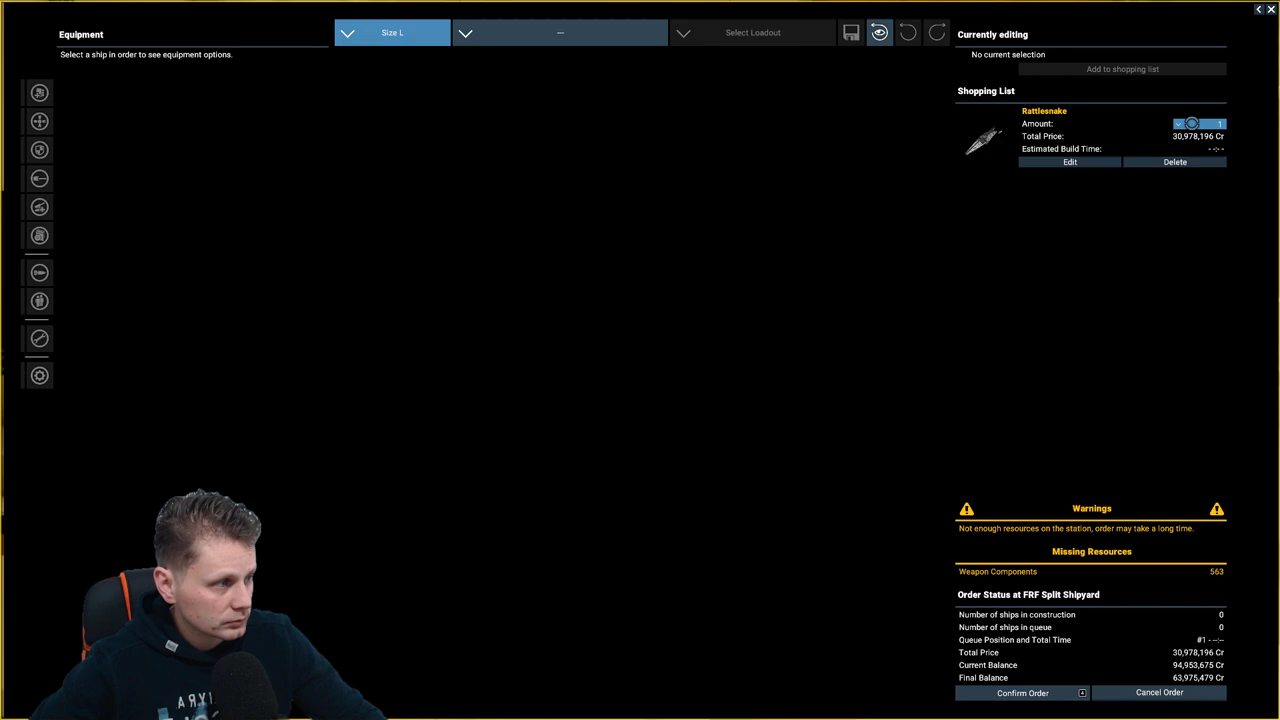 Equipment
Select a ship in order to see equipment options.
Size L
---
Select Loadout
Currently editing
No current selection
Add to shopping list
Shopping List
Rattlesnake
Amount: 1
Total Price: 30,978,196 Cr
Estimated Build Time: --:--
Edit Delete
Warnings
Not enough resources on the station, order may take a long time.
Missing Resources
Weapon Components 563
Order Status at FRF Split Shipyard
Number of ships in construction 0
Number of ships in queue 0
Queue Position and Total Time #1 - --:--
Total Price 30,978,196 Cr
Current Balance 94,953,675 Cr
Final Balance 63,975,479 Cr
Confirm Order Cancel Order